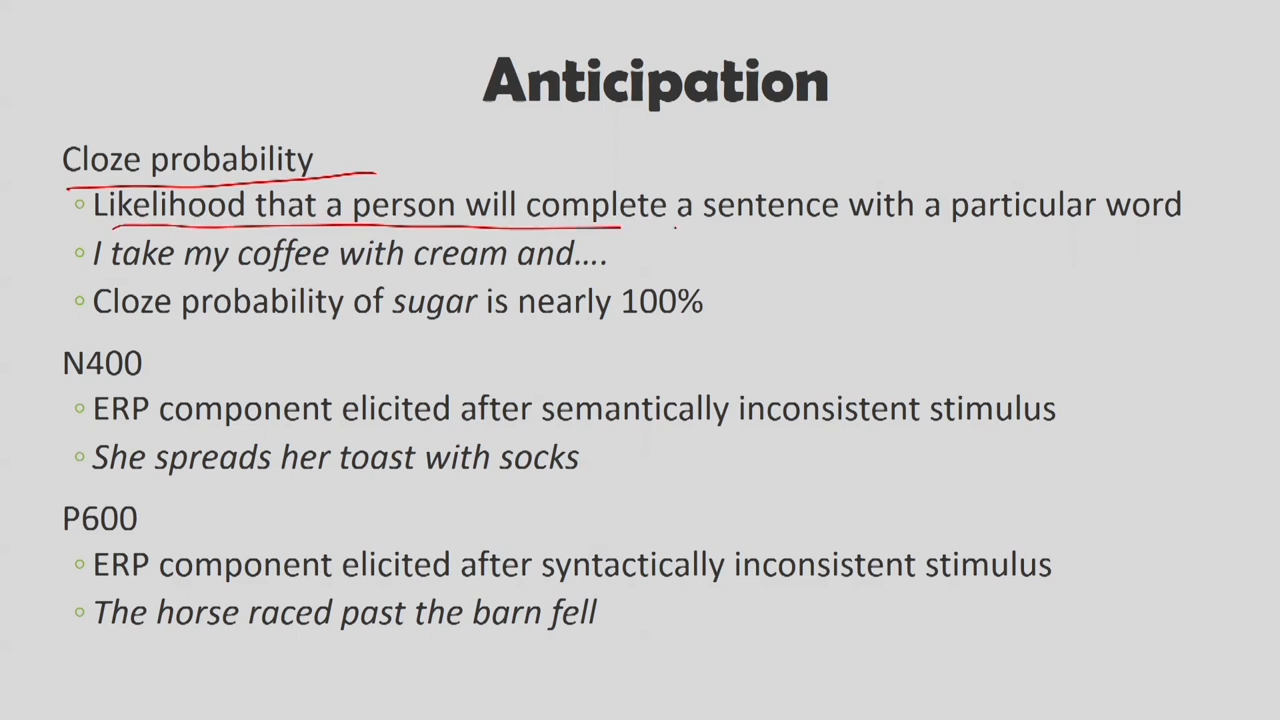 Anticipation
Cloze probability
◦ Likelihood that a person will complete a sentence with a particular word
◦ I take my coffee with cream and….
◦ Cloze probability of sugar is nearly 100%
N400
◦ ERP component elicited after semantically inconsistent stimulus
◦ She spreads her toast with socks
P600
◦ ERP component elicited after syntactically inconsistent stimulus
◦ The horse raced past the barn fell